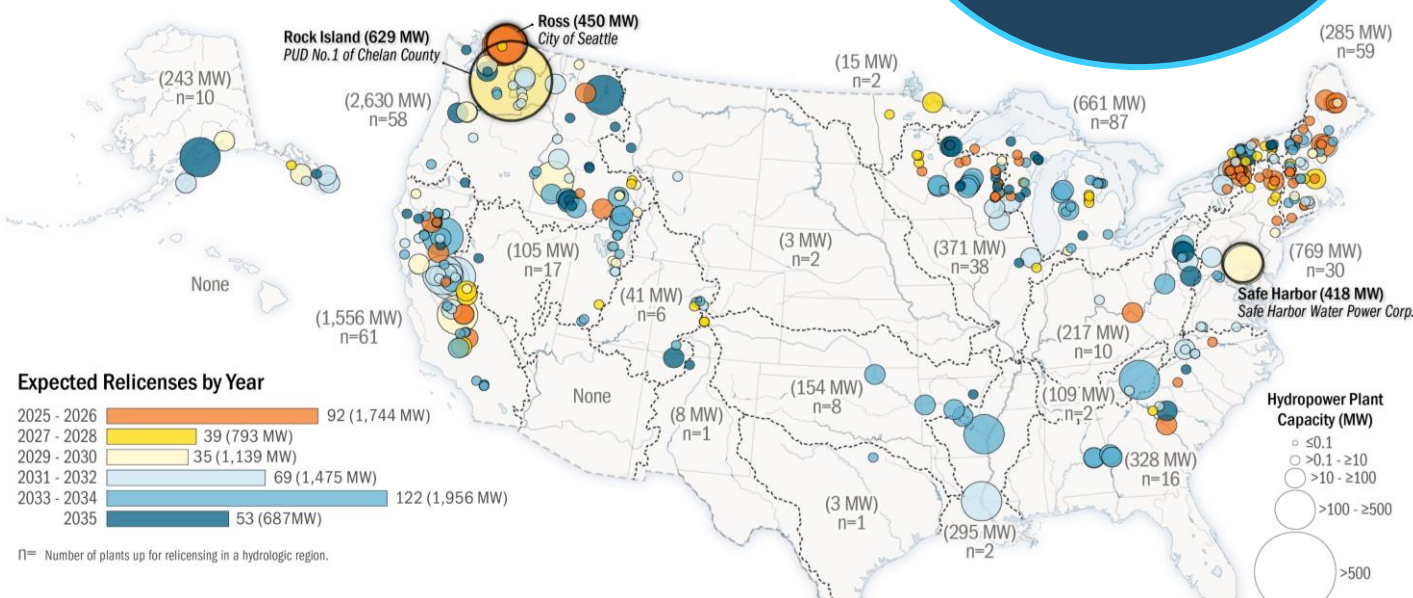 Ross (450 MW)
City of Seattle
Rock Island (629 MW)
PUD No.1 of Chelan County
(285 MW)
n=59
(243 MW)
n=10
(15 MW)
n=2
(2,630 MW)
n=58
(661 MW)
n=87
None
(105 MW)
n=17
(3 MW)
n=2
(371 MW)
n=38
(769 MW)
n=30
Safe Harbor (418 MW)
Safe Harbor Water Power Corp.
(41 MW)
n=6
(1,556 MW)
n=61
(217 MW)
n=10
Expected Relicenses by Year
2025 - 2026 92 (1,744 MW)
2027 - 2028 39 (793 MW)
2029 - 2030 35 (1,139 MW)
2031 - 2032 69 (1,475 MW)
2033 - 2034 122 (1,956 MW)
2035 53 (687MW)
n= Number of plants up for relicensing in a hydrologic region.
None
(154 MW)
n=8
(109 MW)
n=2
(8 MW)
n=1
(328 MW)
n=16
(3 MW)
n=1
(295 MW)
n=2
Hydropower Plant
Capacity (MW)
≤0.1
>0.1 - ≥10
>10 - ≥100
>100 - ≥500
>500